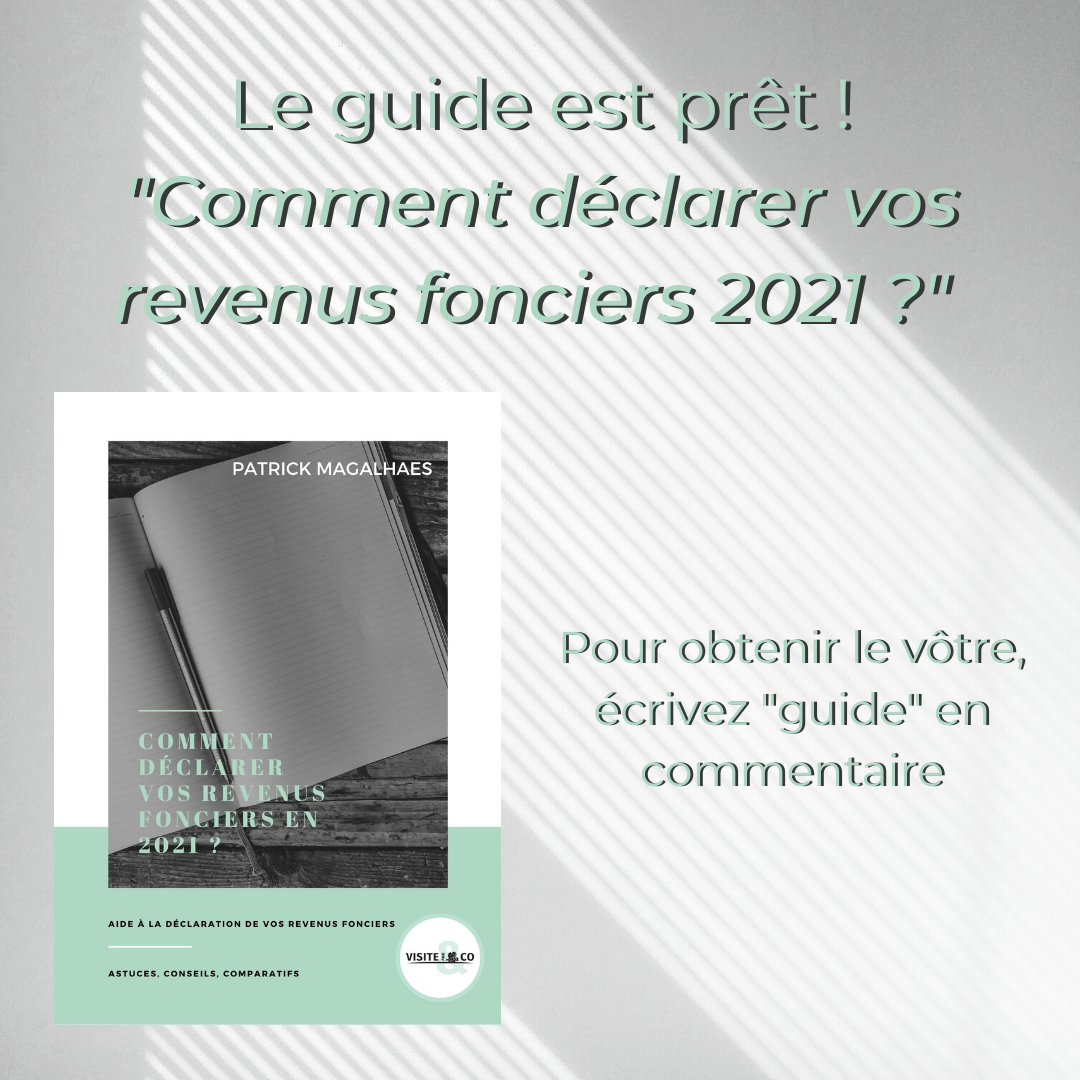 Le guide est prêt !
"Comment déclarer vos
revenus fonciers 2021 ?"
PATRICK MAGALHAES
COMMENT
DÉCLARER
VOS REVENUS
FONCIERS EN
2021 ?
AIDE À LA DÉCLARATION DE VOS REVENUS FONCIERS
ASTUCES, CONSEILS, COMPARATIFS
VISITE & CO
Pour obtenir le vôtre,
écrivez "guide" en
commentaire